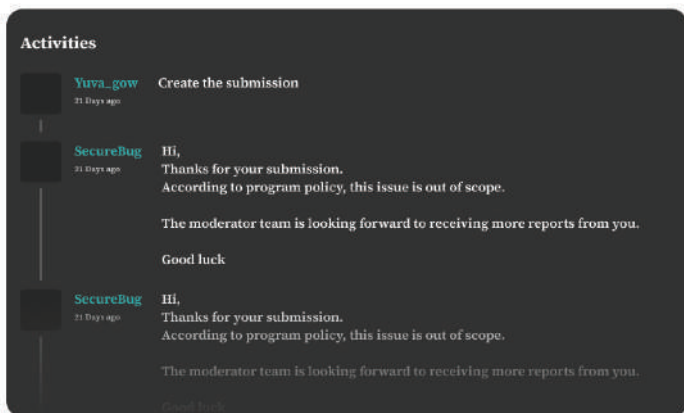 Activities
Yuva_gow Create the submission
21 Days ago
SecureBug Hi,
21 Days ago Thanks for your submission.
According to program policy, this issue is out of scope.
The moderator team is looking forward to receiving more reports from you.
Good luck
SecureBug Hi,
21 Days ago Thanks for your submission.
According to program policy, this issue is out of scope.
The moderator team is looking forward to receiving more reports from you.
Good luck